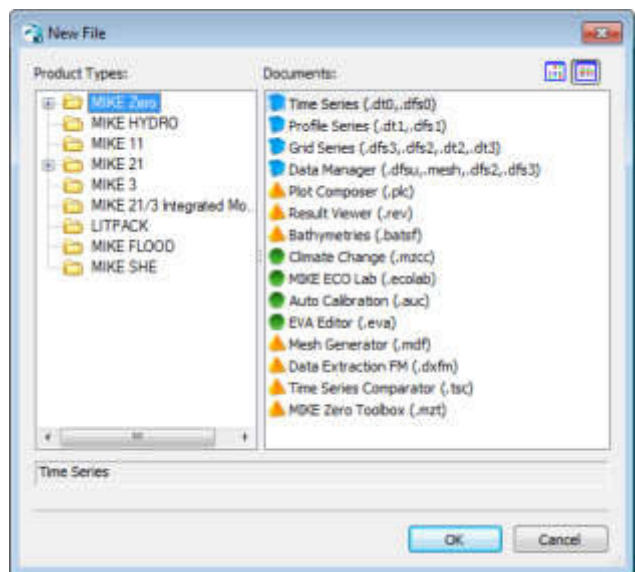 New File
Product Types:
Documents:
MIKE Zero
MIKE HYDRO
MIKE 11
MIKE 21
MIKE 3
MIKE 21/3 Integrated Mo.
LITPACK
MIKE FLOOD
MIKE SHE
Time Series (.dt0,.dfs0)
Profile Series (.dt1,.dfs1)
Grid Series (.dfs3,.dfs2,.dt2,.dt3)
Data Manager (.dfsu,.mesh,.dfs2,.dfs3)
Plot Composer (.plc)
Result Viewer (.rev)
Bathymetries (.batsf)
Climate Change (.mzcc)
MIKE ECO Lab (.ecolab)
Auto Calibration (.auc)
EVA Editor (.eva)
Mesh Generator (.mdf)
Data Extraction FM (.dxfm)
Time Series Comparator (.tsc)
MIKE Zero Toolbox (.mzt)
Time Series
OK
Cancel